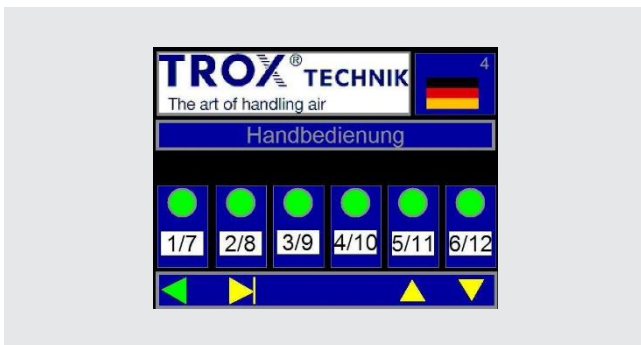 TROX® TECHNIK
4
The art of handling air
Handbedienung
1/7 2/8 3/9 4/10 5/11 6/12